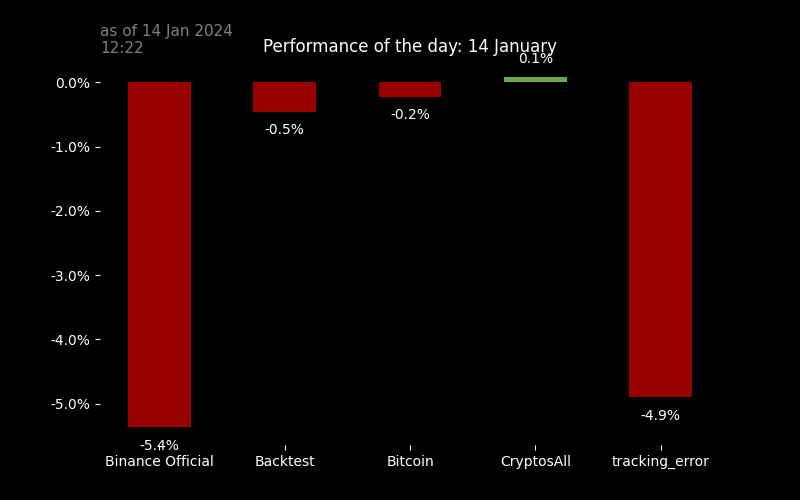 as of 14 Jan 2024
12:22
Performance of the day: 14 January
0.1%
0.0%
-0.5%
-0.2%
-1.0%
-2.0%
-3.0%
-4.0%
-5.0%
-4.9%
-5.4%
Binance Official
Backtest
Bitcoin
CryptosAll
tracking_error